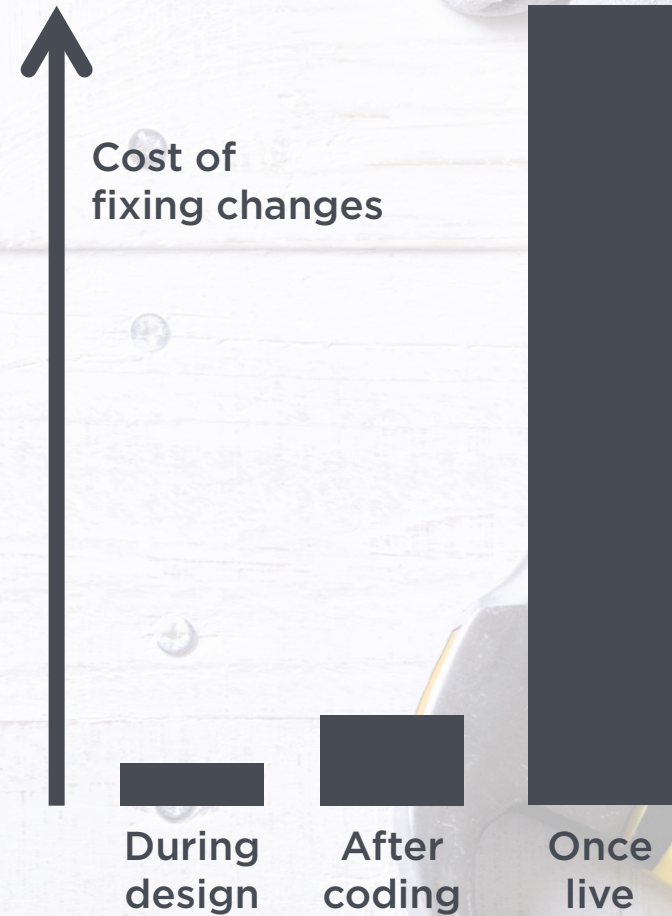 Cost of
fixing changes
During
design
After
coding
Once
live